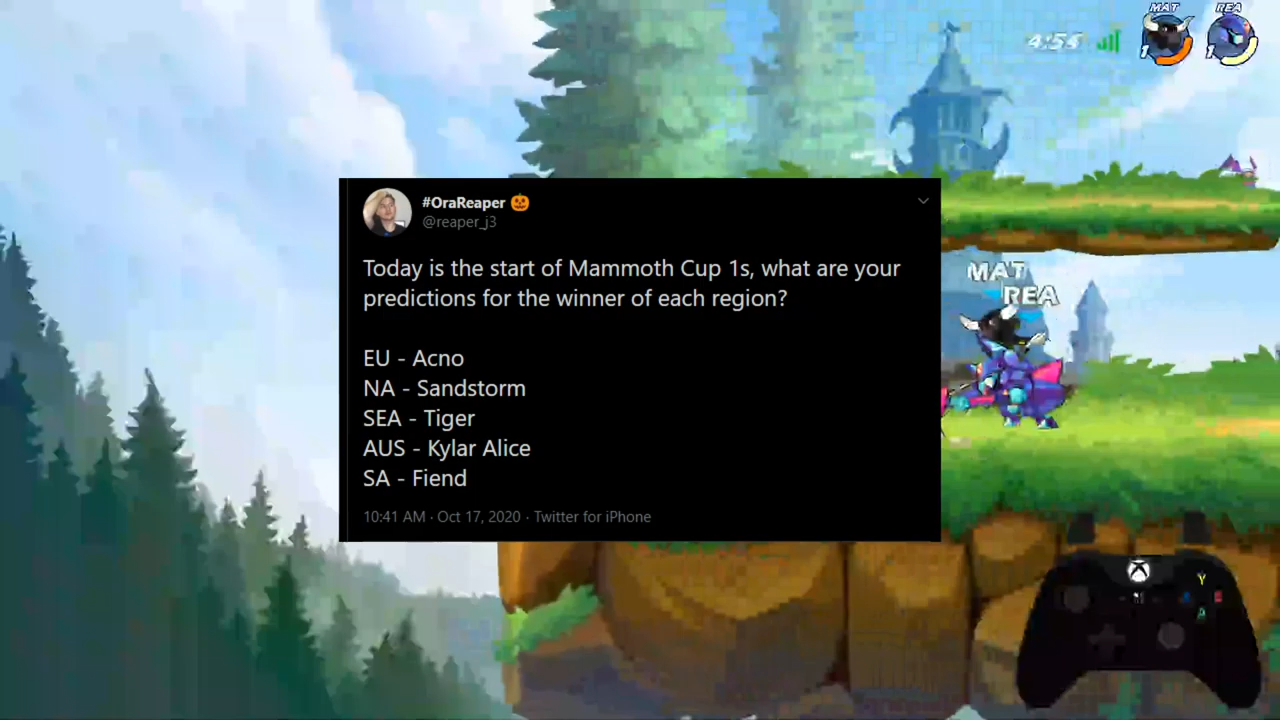 MAT REA
4:54
1 1
#OraReaper 🎃
@reaper_j3
Today is the start of Mammoth Cup 1s, what are your
predictions for the winner of each region?
EU - Acno
NA - Sandstorm
SEA - Tiger
AUS - Kylar Alice
SA - Fiend
10:41 AM · Oct 17, 2020 · Twitter for iPhone
MAT
REA
Y
A